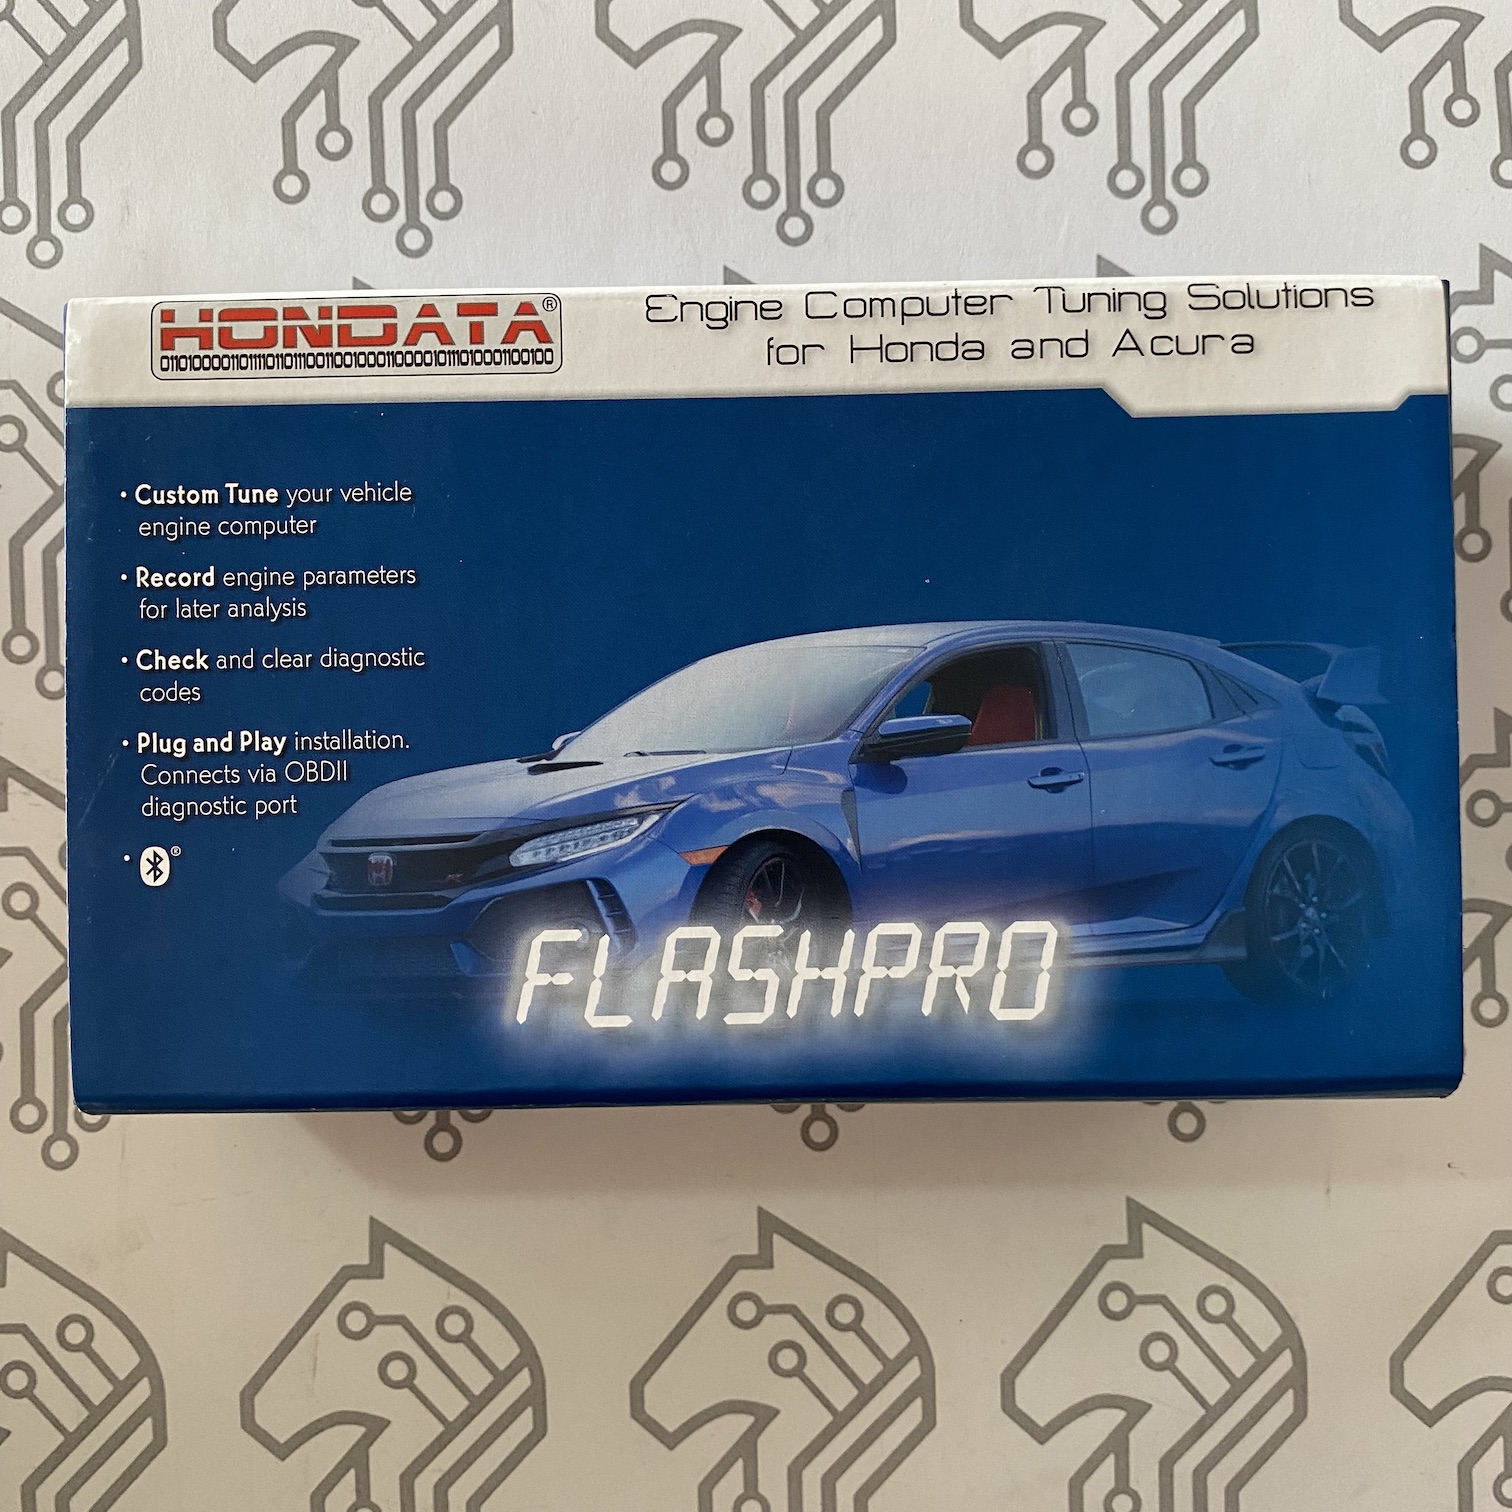 HONDATA®
Engine Computer Tuning Solutions
for Honda and Acura
• Custom Tune your vehicle
engine computer
• Record engine parameters
for later analysis
• Check and clear diagnostic
codes
• Plug and Play installation.
Connects via OBDII
diagnostic port
• ®
FLASHPRO